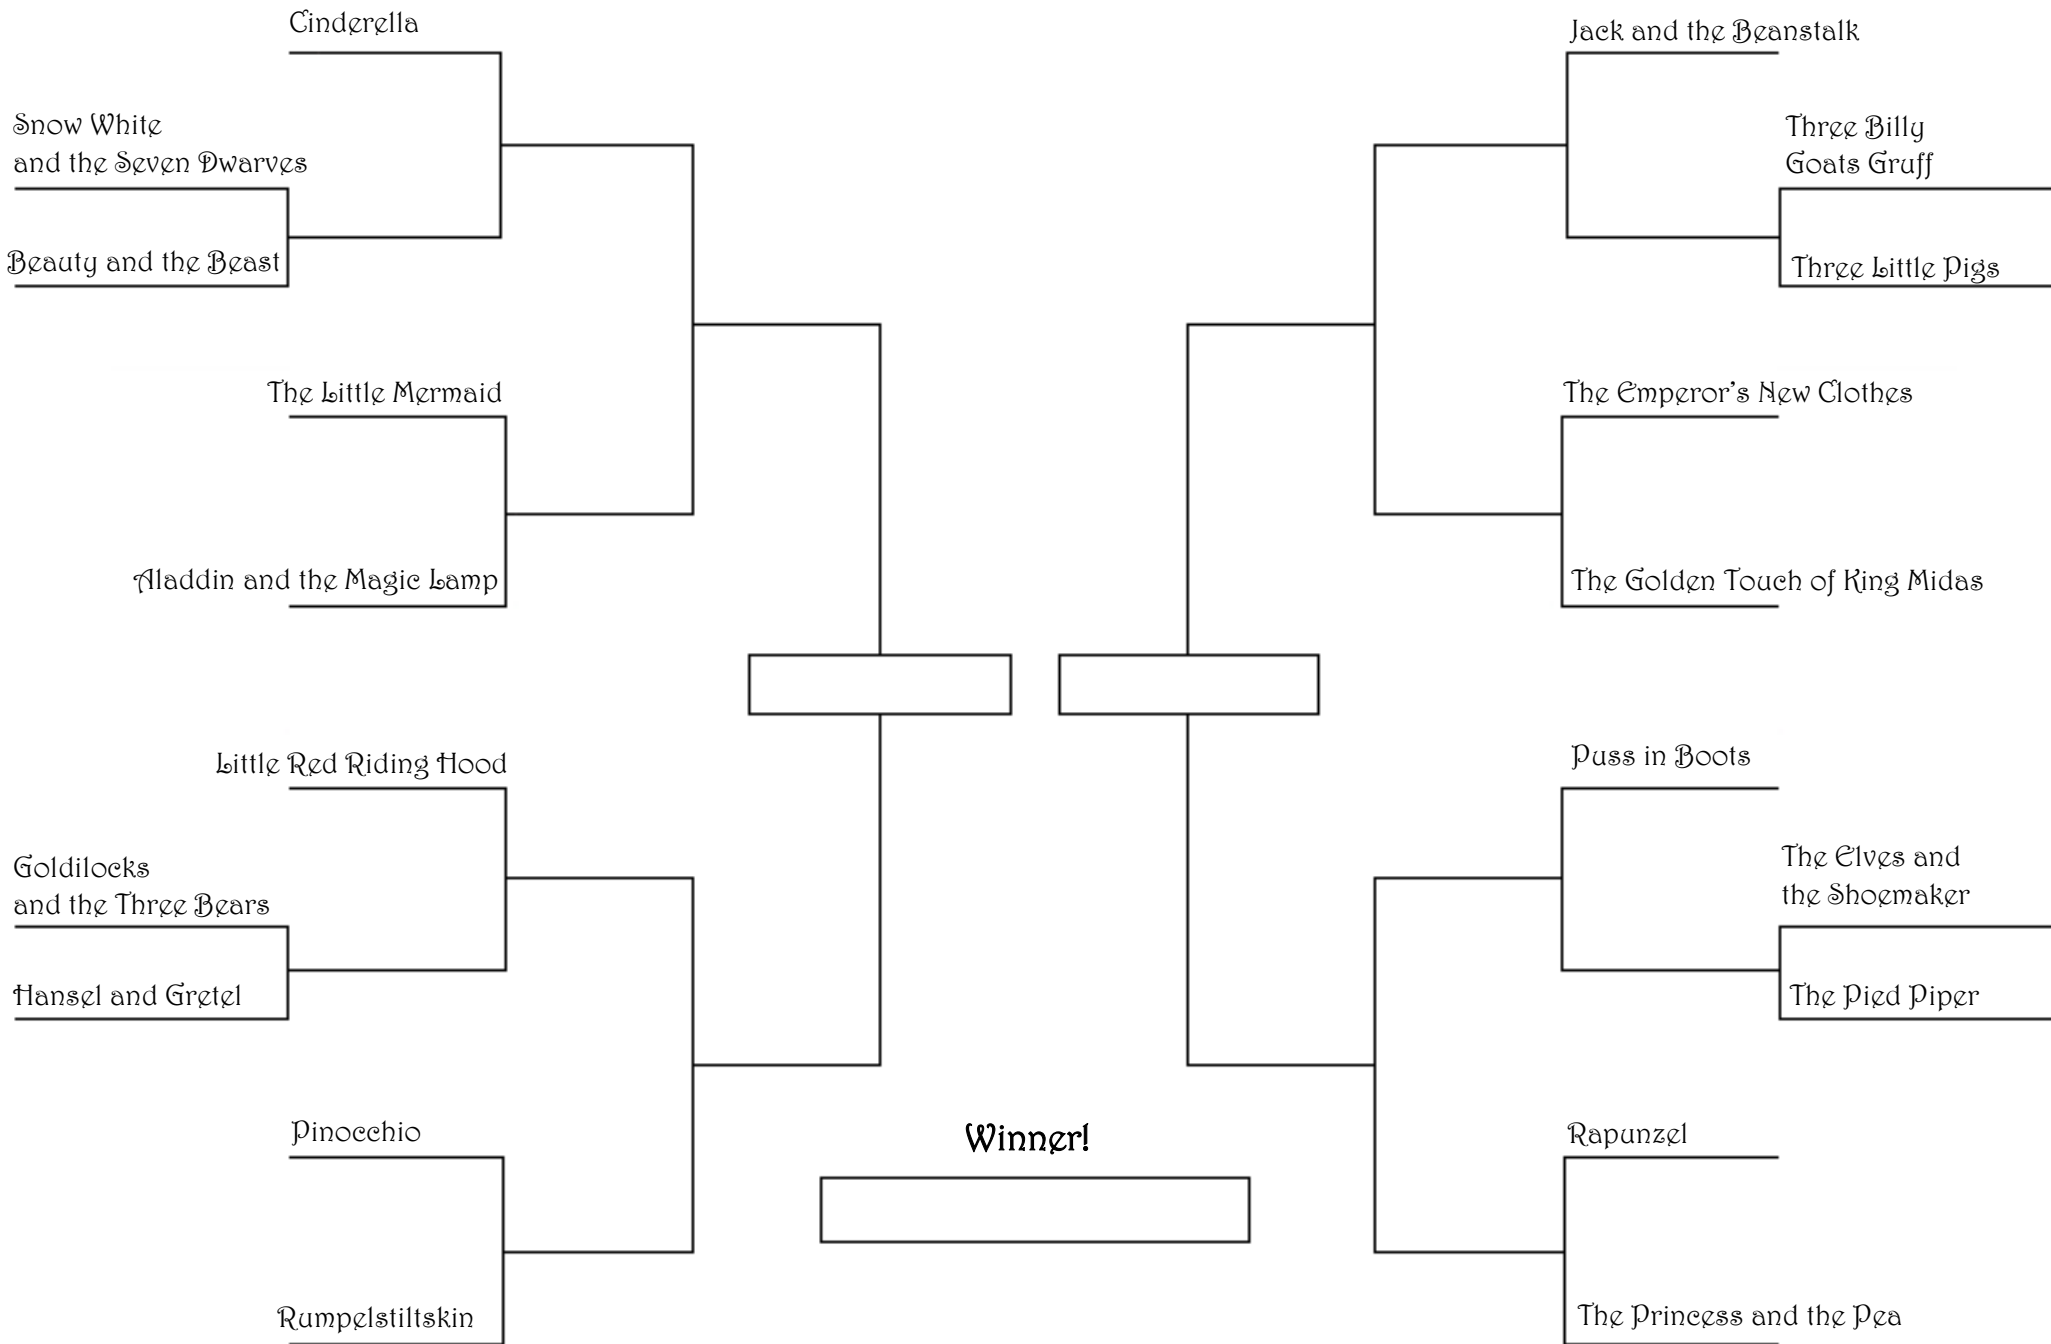 Cinderella
Snow White
and the Seven Dwarves
Beauty and the Beast
The Little Mermaid
Aladdin and the Magic Lamp
Little Red Riding Hood
Goldilocks
and the Three Bears
Hansel and Gretel
Pinocchio
Rumpelstiltskin
Winner!
Jack and the Beanstalk
Three Billy
Goats Gruff
Three Little Pigs
The Emperor's New Clothes
The Golden Touch of King Midas
Puss in Boots
The Elves and
the Shoemaker
The Pied Piper
Rapunzel
The Princess and the Pea